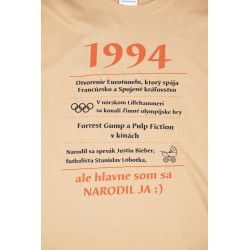 1994
Otvorenie Eurotunelu, ktorý spája
Francúzsko a Spojené kráľovstvo
V nórskom Lillehammeri
sa konali Zimné olympijske hry
Forrest Gump a Pulp Fiction
v kinách
Narodil sa spevák Justin Bieber,
futbalista Stanislav Lobotka,
ale hlavne som sa
NARODIL JA :)